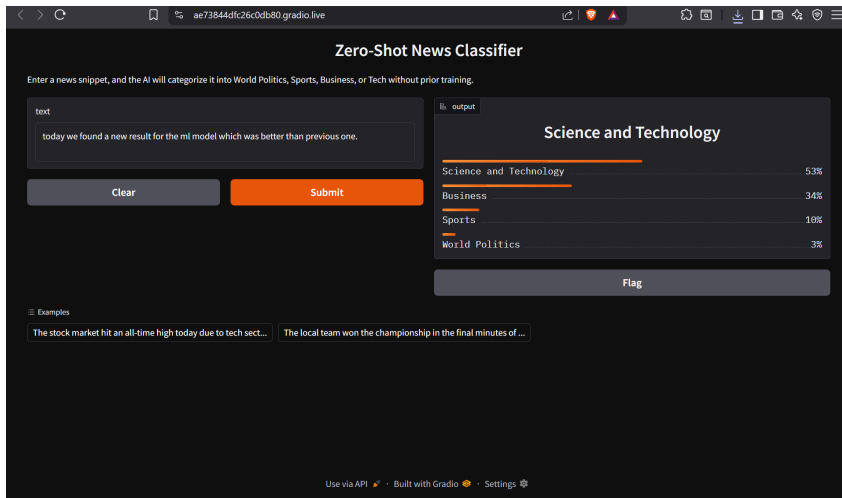 ae73844dfc26c0db80.gradio.live
Zero-Shot News Classifier
Enter a news snippet, and the AI will categorize it into World Politics, Sports, Business, or Tech without prior training.
text
today we found a new result for the ml model which was better than previous one.
Clear
Submit
output
Science and Technology
Science and Technology 53%
Business 34%
Sports 10%
World Politics 3%
Flag
Examples
The stock market hit an all-time high today due to tech sect...
The local team won the championship in the final minutes of ...
Use via API · Built with Gradio · Settings